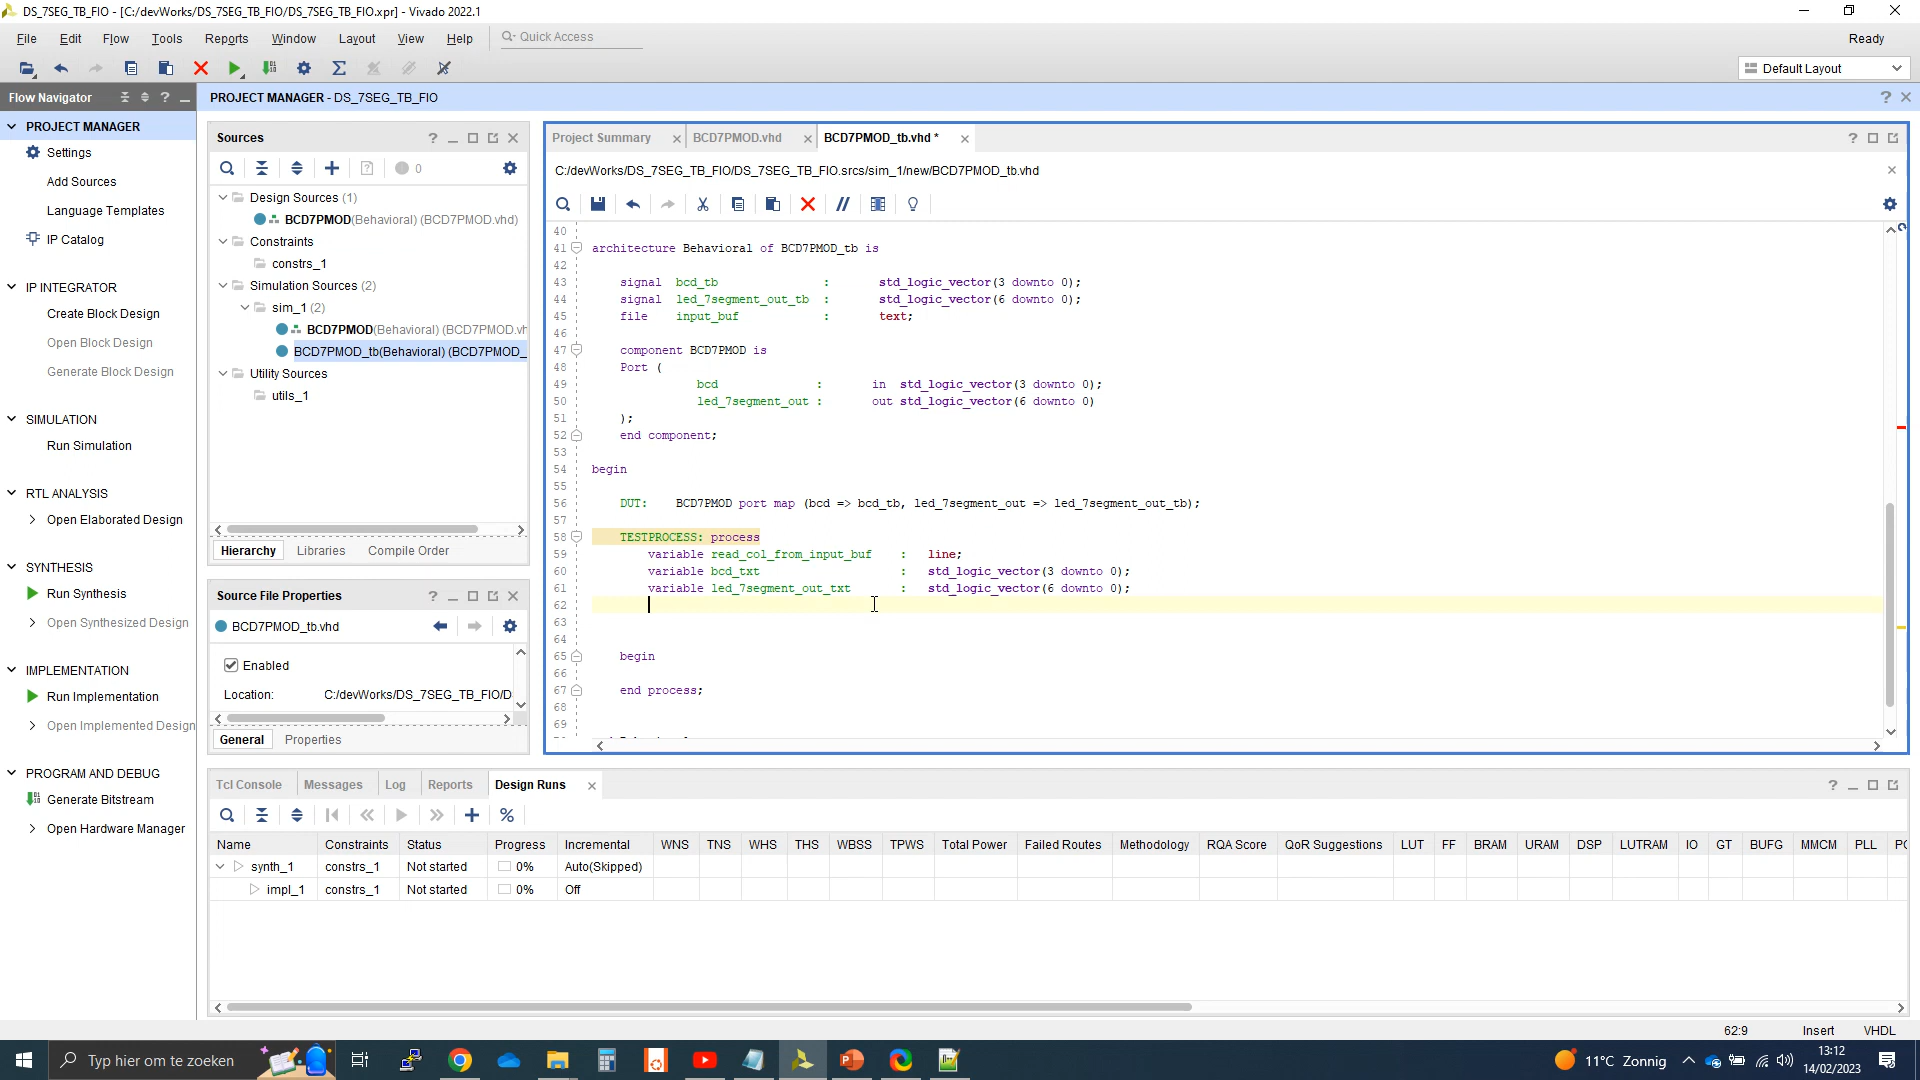 DS_7SEG_TB_FIO - [C:/devWorks/DS_7SEG_TB_FIO/DS_7SEG_TB_FIO.xpr] - Vivado 2022.1
File Edit Flow Tools Reports Window Layout View Help Quick Access Ready
Default Layout
Flow Navigator
PROJECT MANAGER - DS_7SEG_TB_FIO
PROJECT MANAGER
Settings
Add Sources
Language Templates
IP Catalog
IP INTEGRATOR
Create Block Design
Open Block Design
Generate Block Design
SIMULATION
Run Simulation
RTL ANALYSIS
Open Elaborated Design
SYNTHESIS
Run Synthesis
Open Synthesized Design
IMPLEMENTATION
Run Implementation
Open Implemented Design
PROGRAM AND DEBUG
Generate Bitstream
Open Hardware Manager
Sources
0
Design Sources (1)
BCD7PMOD(Behavioral) (BCD7PMOD.vhd)
Constraints
constrs_1
Simulation Sources (2)
sim_1 (2)
BCD7PMOD(Behavioral) (BCD7PMOD.vh
BCD7PMOD_tb(Behavioral) (BCD7PMOD_
Utility Sources
utils_1
Hierarchy Libraries Compile Order
Source File Properties
BCD7PMOD_tb.vhd
Enabled
Location: C:/devWorks/DS_7SEG_TB_FIO/D
General Properties
Project Summary BCD7PMOD.vhd BCD7PMOD_tb.vhd *
C:/devWorks/DS_7SEG_TB_FIO/DS_7SEG_TB_FIO.srcs/sim_1/new/BCD7PMOD_tb.vhd
40
41 architecture Behavioral of BCD7PMOD_tb is
42
43 signal bcd_tb : std_logic_vector(3 downto 0);
44 signal led_7segment_out_tb : std_logic_vector(6 downto 0);
45 file input_buf : text;
46
47 component BCD7PMOD is
48 Port (
49 bcd : in std_logic_vector(3 downto 0);
50 led_7segment_out : out std_logic_vector(6 downto 0)
51 );
52 end component;
53
54 begin
55
56 DUT: BCD7PMOD port map (bcd => bcd_tb, led_7segment_out => led_7segment_out_tb);
57
58 TESTPROCESS: process
59 variable read_col_from_input_buf : line;
60 variable bcd_txt : std_logic_vector(3 downto 0);
61 variable led_7segment_out_txt : std_logic_vector(6 downto 0);
62
63
64
65 begin
66
67 end process;
68
69
Tcl Console Messages Log Reports Design Runs
Name Constraints Status Progress Incremental WNS TNS WHS THS WBSS TPWS Total Power Failed Routes Methodology RQA Score QoR Suggestions LUT FF BRAM URAM DSP LUTRAM IO GT BUFG MMCM PLL
synth_1 constrs_1 Not started 0% Auto(Skipped)
impl_1 constrs_1 Not started 0% Off
62:9 Insert VHDL
Typ hier om te zoeken
11°C Zonnig
13:12
14/02/2023